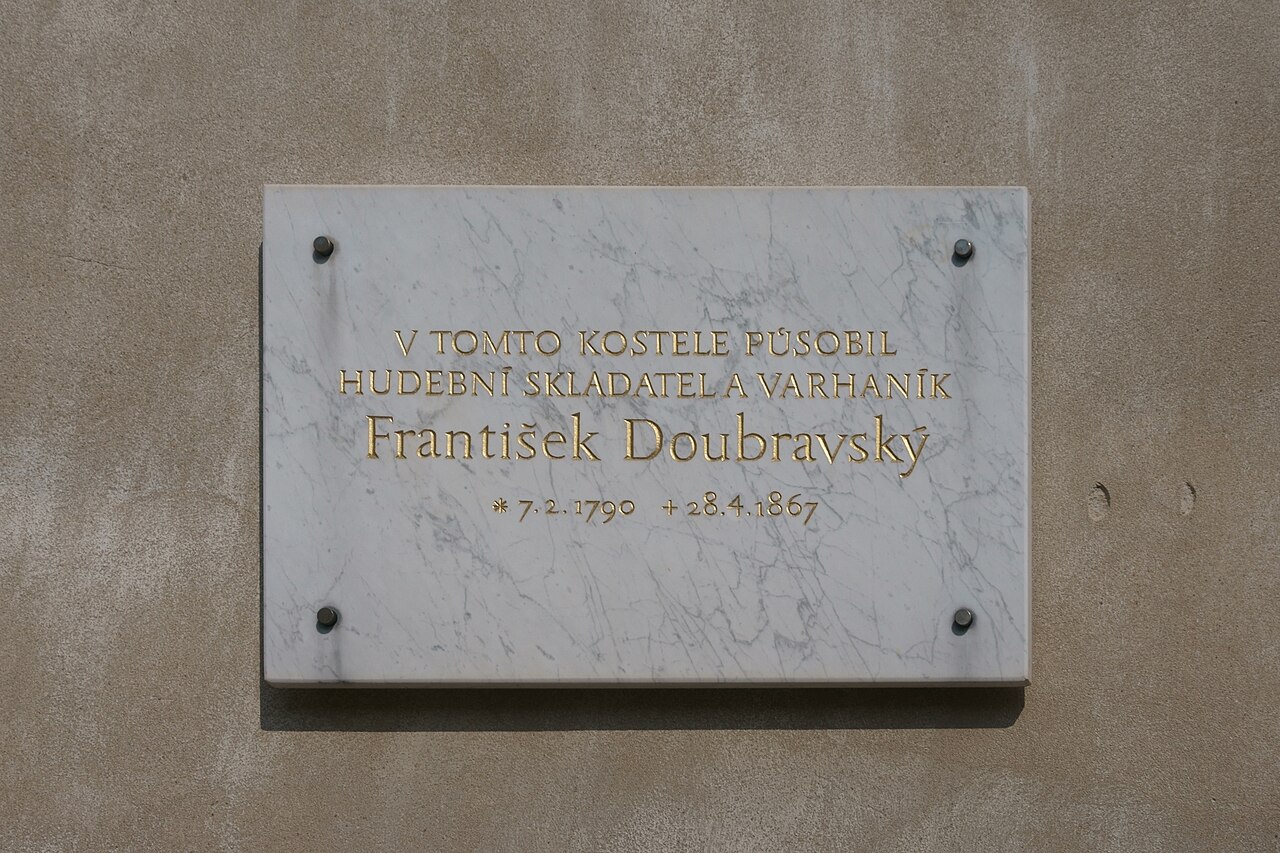 V TOMTO KOSTELE PŮSOBIL
HUDEBNÍ SKLADATEL A VARHANÍK
František Doubravský
* 7. 2. 1790 + 28. 4. 1867